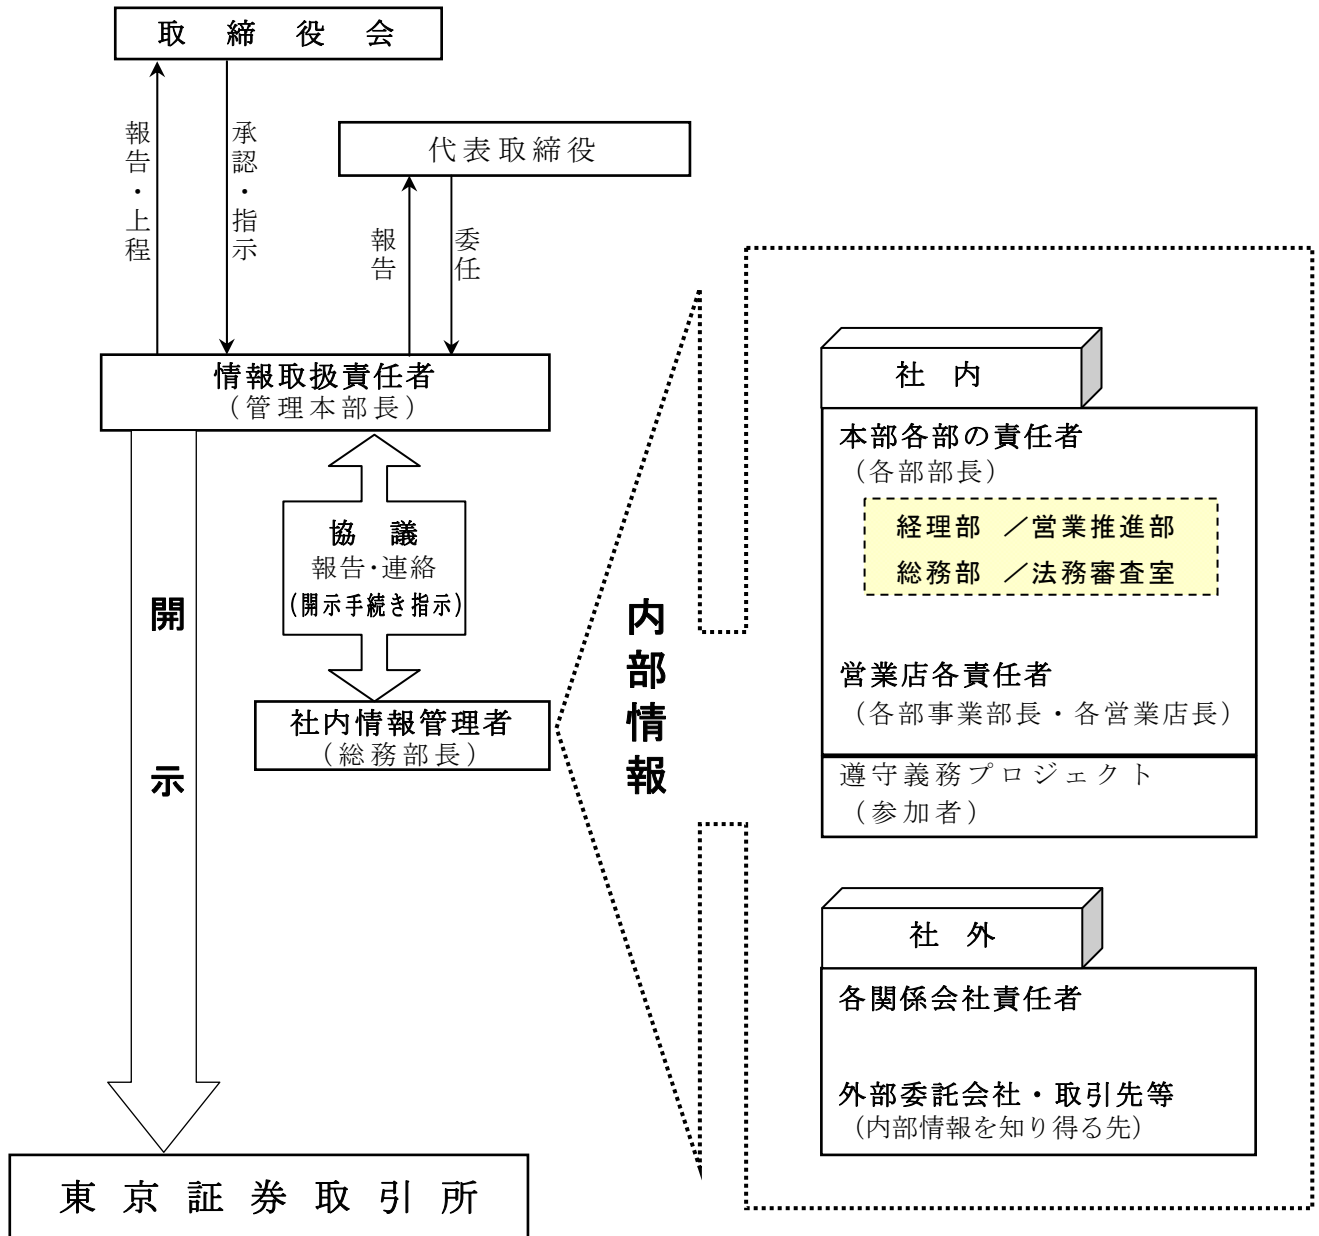 取締役会
報告・上程
承認・指示
代表取締役
報告
委任
情報取扱責任者
（管理本部長）
協議
報告・連絡
(開示手続き指示)
社内情報管理者
（総務部長）
開示
東京証券取引所
内部情報
社内
本部各部の責任者
（各部部長）
経理部 ／営業推進部
総務部 ／法務審査室
営業店各責任者
（各部事業部長・各営業店長）
遵守義務プロジェクト
（参加者）
社外
各関係会社責任者
外部委託会社・取引先等
（内部情報を知り得る先）